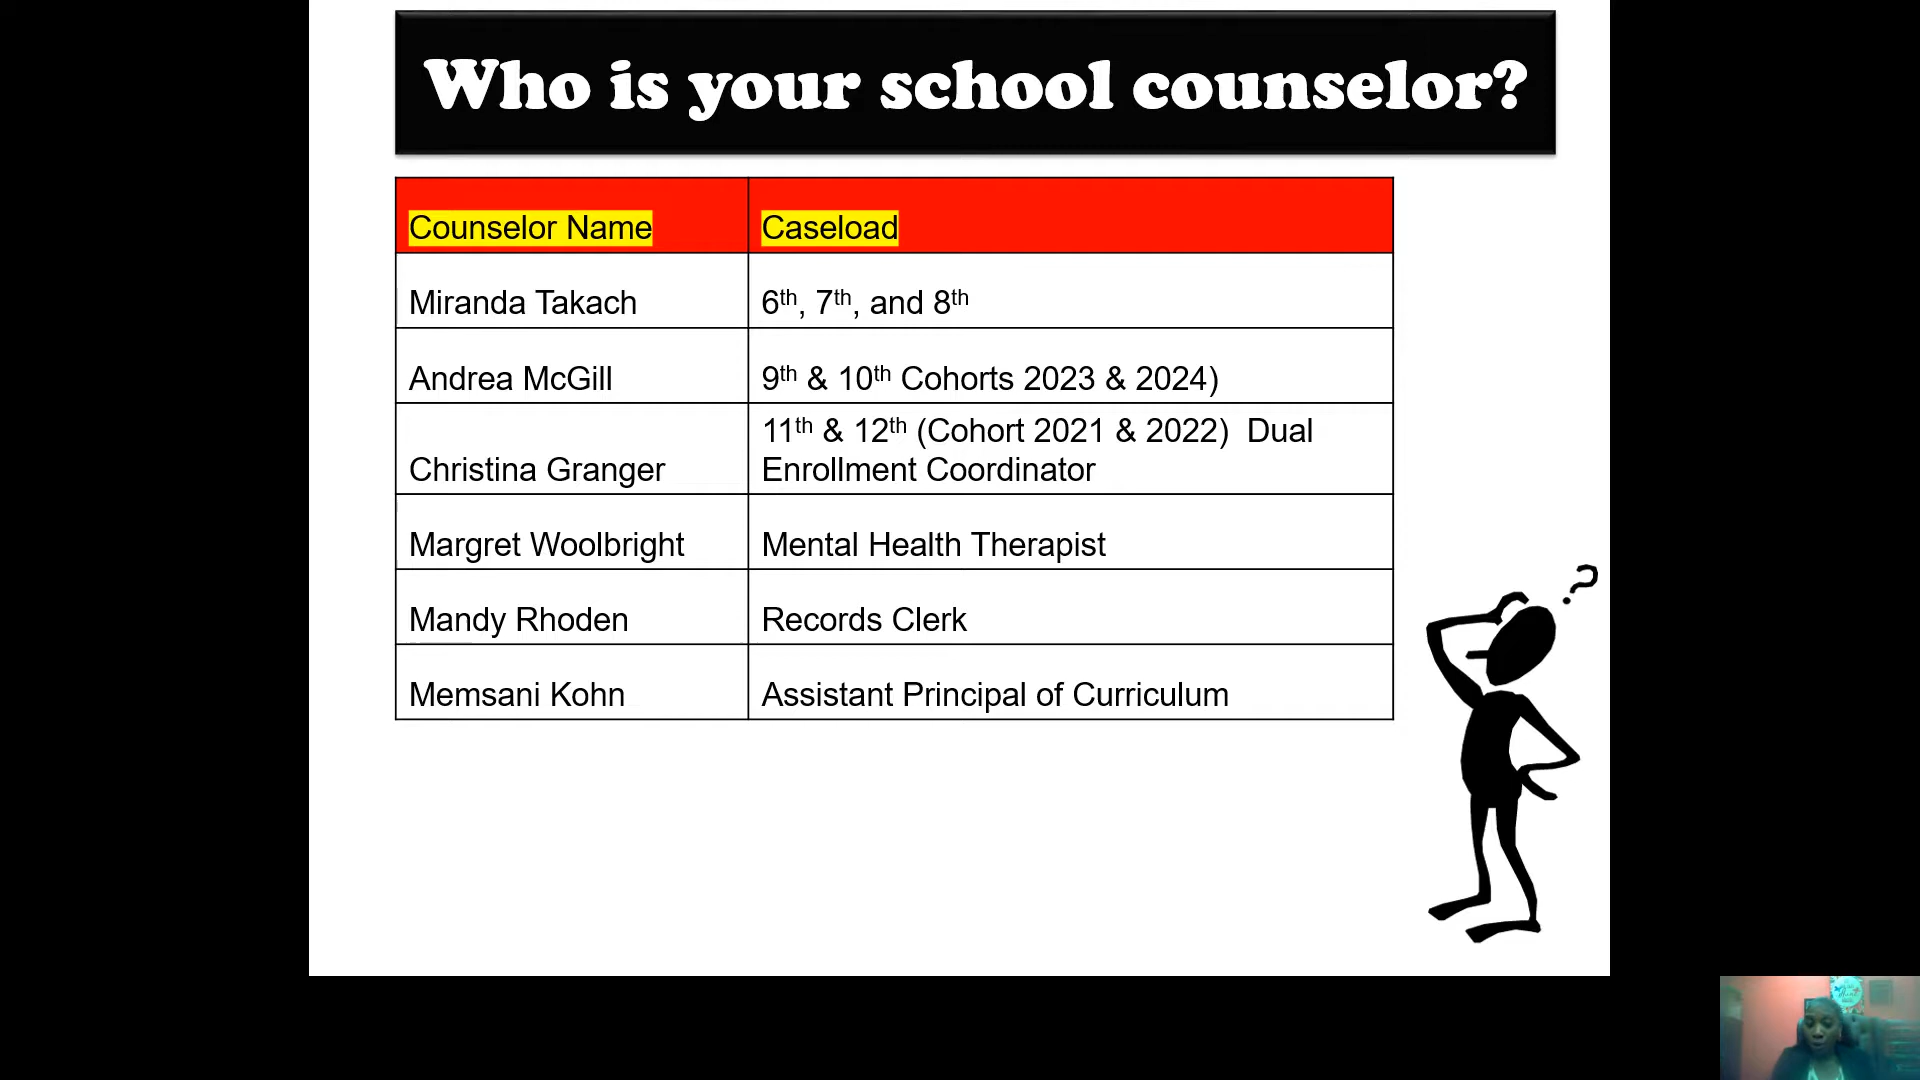 Who is your school counselor?
Counselor Name Caseload
Miranda Takach 6th, 7th, and 8th
Andrea McGill 9th & 10th Cohorts 2023 & 2024)
11th & 12th (Cohort 2021 & 2022) Dual
Christina Granger Enrollment Coordinator
Margret Woolbright Mental Health Therapist
Mandy Rhoden Records Clerk
Memsani Kohn Assistant Principal of Curriculum
?